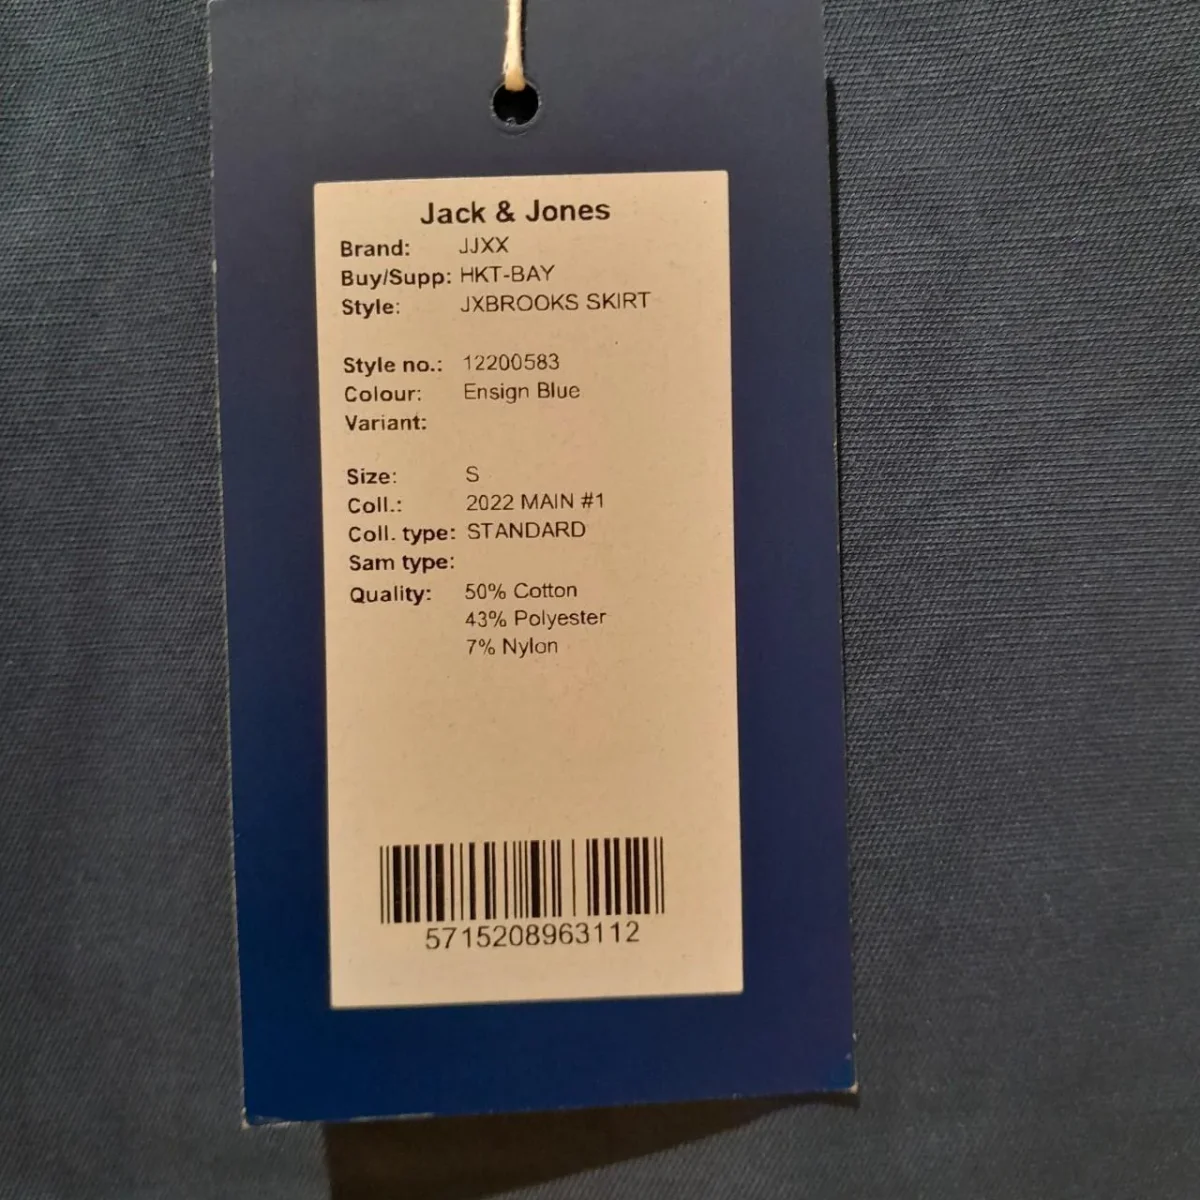 Jack & Jones
Brand: JJXX
Buy/Supp: HKT-BAY
Style: JXBROOKS SKIRT
Style no.: 12200583
Colour: Ensign Blue
Variant:
Size: S
Coll.: 2022 MAIN #1
Coll. type: STANDARD
Sam type:
Quality: 50% Cotton
43% Polyester
7% Nylon
5715208963112